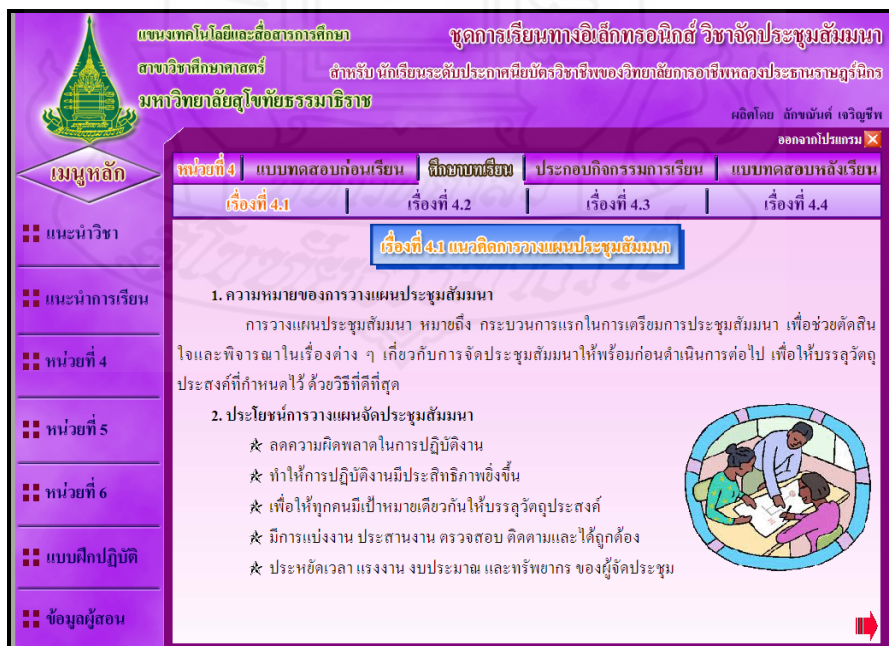 แขนงเทคโนโลยีและสื่อสารการศึกษา
สาขาวิชาศึกษาศาสตร์
มหาวิทยาลัยสุโขทัยธรรมาธิราช
ชุดการเรียนทางอิเล็กทรอนิกส์ วิชาจัดประชุมสัมมนา
สำหรับ นักเรียนระดับประกาศนียบัตรวิชาชีพของวิทยาลัยการอาชีพหลวงประธานราษฎร์นิกร
ผลิตโดย ลักขณันต์ เจริญชีพ
ออกจากโปรแกรม
เมนูหลัก
แนะนำวิชา
แนะนำการเรียน
หน่วยที่ 4
หน่วยที่ 5
หน่วยที่ 6
แบบฝึกปฏิบัติ
ข้อมูลผู้สอน
หน่วยที่ 4 แบบทดสอบก่อนเรียน ศึกษาบทเรียน ประกอบกิจกรรมการเรียน แบบทดสอบหลังเรียน
เรื่องที่ 4.1 เรื่องที่ 4.2 เรื่องที่ 4.3 เรื่องที่ 4.4
เรื่องที่ 4.1 แนวคิดการวางแผนประชุมสัมมนา
1. ความหมายของการวางแผนประชุมสัมมนา
การวางแผนประชุมสัมมนา หมายถึง กระบวนการแรกในการเตรียมการประชุมสัมมนา เพื่อช่วยตัดสิน
ใจและพิจารณาในเรื่องต่าง ๆ เกี่ยวกับการจัดประชุมสัมมนาให้พร้อมก่อนดำเนินการต่อไป เพื่อให้บรรลุวัตถุ
ประสงค์ที่กำหนดไว้ ด้วยวิธีที่ดีที่สุด
2. ประโยชน์การวางแผนจัดประชุมสัมมนา
ลดความผิดพลาดในการปฏิบัติงาน
ทำให้การปฏิบัติงานมีประสิทธิภาพยิ่งขึ้น
เพื่อให้ทุกคนมีเป้าหมายเดียวกันให้บรรลุวัตถุประสงค์
มีการแบ่งงาน ประสานงาน ตรวจสอบ ติดตามและได้ถูกต้อง
ประหยัดเวลา แรงงาน งบประมาณ และทรัพยากร ของผู้จัดประชุม